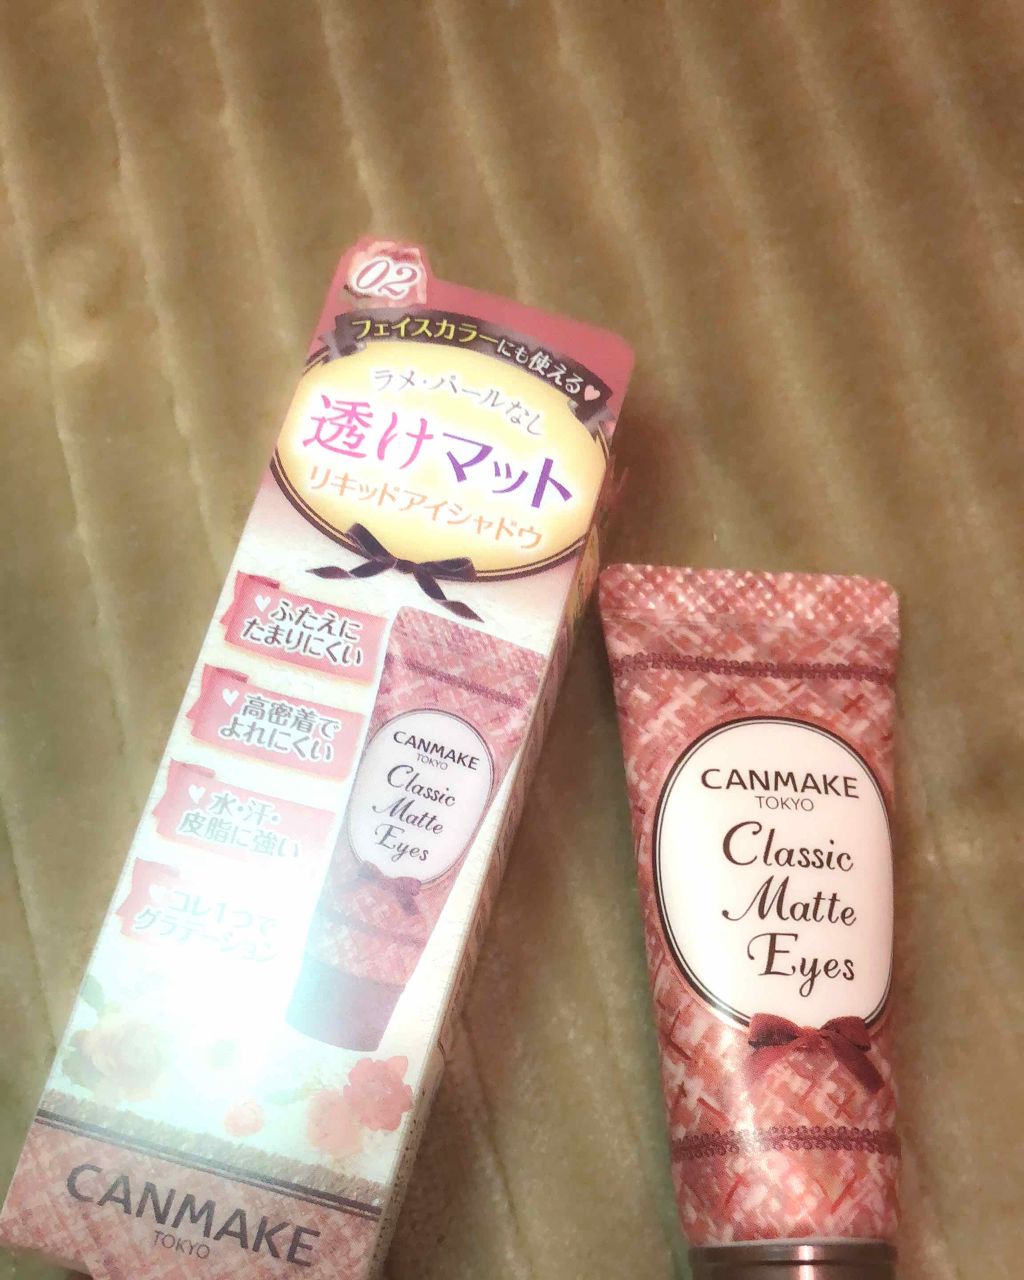 02
フェイスカラーにも使える♥
ラメ・パールなし
透けマット
リキッドアイシャドウ
♥ふたえに
たまりにくい
♥高密着で
よれにくい
♥水・汗・
皮脂に強い
♥コレ1つで
グラデーション
CANMAKE
TOKYO
Classic
Matte
Eyes
CANMAKE
TOKYO
CANMAKE
TOKYO
Classic
Matte
Eyes